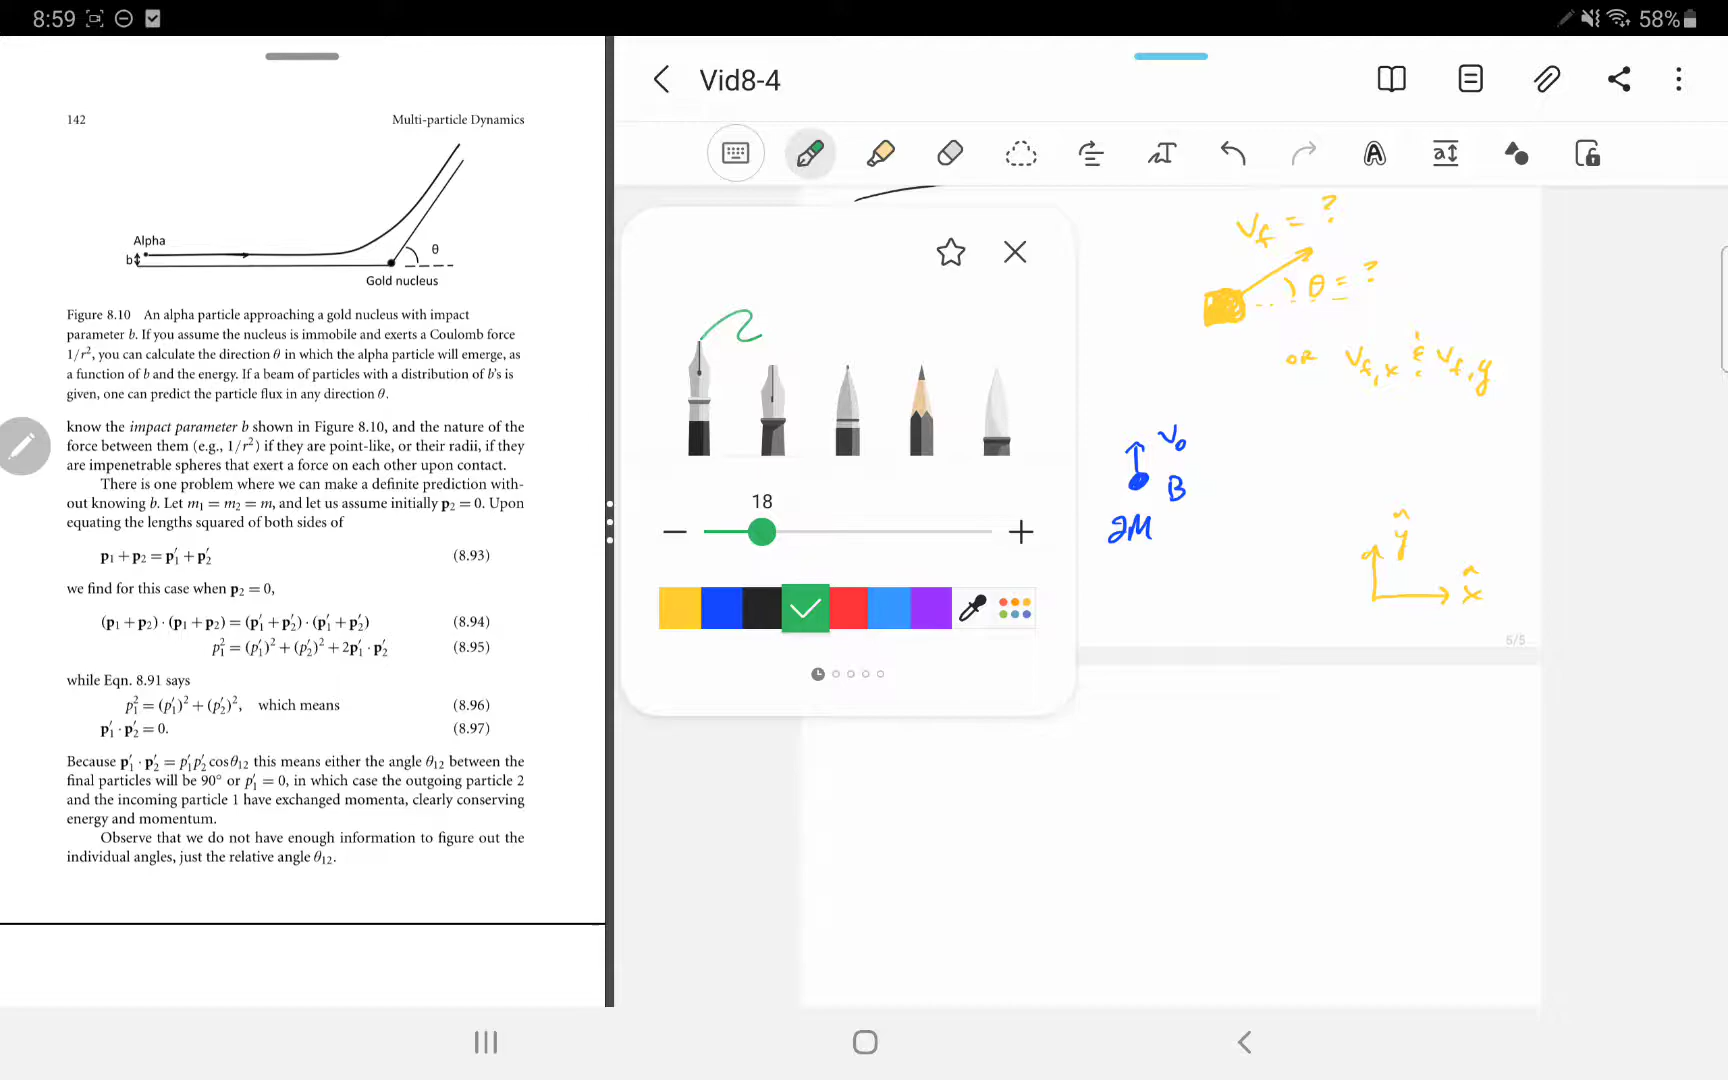 8:59
58%
142 Multi-particle Dynamics
Alpha
b
θ
Gold nucleus
Figure 8.10 An alpha particle approaching a gold nucleus with impact
parameter b. If you assume the nucleus is immobile and exerts a Coulomb force
1/r², you can calculate the direction θ in which the alpha particle will emerge, as
a function of b and the energy. If a beam of particles with a distribution of b's is
given, one can predict the particle flux in any direction θ.
know the impact parameter b shown in Figure 8.10, and the nature of the
force between them (e.g., 1/r²) if they are point-like, or their radii, if they
are impenetrable spheres that exert a force on each other upon contact.
There is one problem where we can make a definite prediction with-
out knowing b. Let m₁ = m₂ = m, and let us assume initially p₂ = 0. Upon
equating the lengths squared of both sides of
p₁ + p₂ = p′₁ + p′₂ (8.93)
we find for this case when p₂ = 0,
(p₁ + p₂) · (p₁ + p₂) = (p′₁ + p′₂) · (p′₁ + p′₂) (8.94)
p₁² = (p′₁)² + (p′₂)² + 2p′₁ · p′₂ (8.95)
while Eqn. 8.91 says
p₁² = (p′₁)² + (p′₂)², which means (8.96)
p′₁ · p′₂ = 0. (8.97)
Because p′₁ · p′₂ = p′₁p′₂ cosθ₁₂ this means either the angle θ₁₂ between the
final particles will be 90° or p′₁ = 0, in which case the outgoing particle 2
and the incoming particle 1 have exchanged momenta, clearly conserving
energy and momentum.
Observe that we do not have enough information to figure out the
individual angles, just the relative angle θ₁₂.
Vid8-4
18
V_f = ?
θ = ?
OR V_f,x & V_f,y
V₀
B
2M
ŷ
x̂
5/5